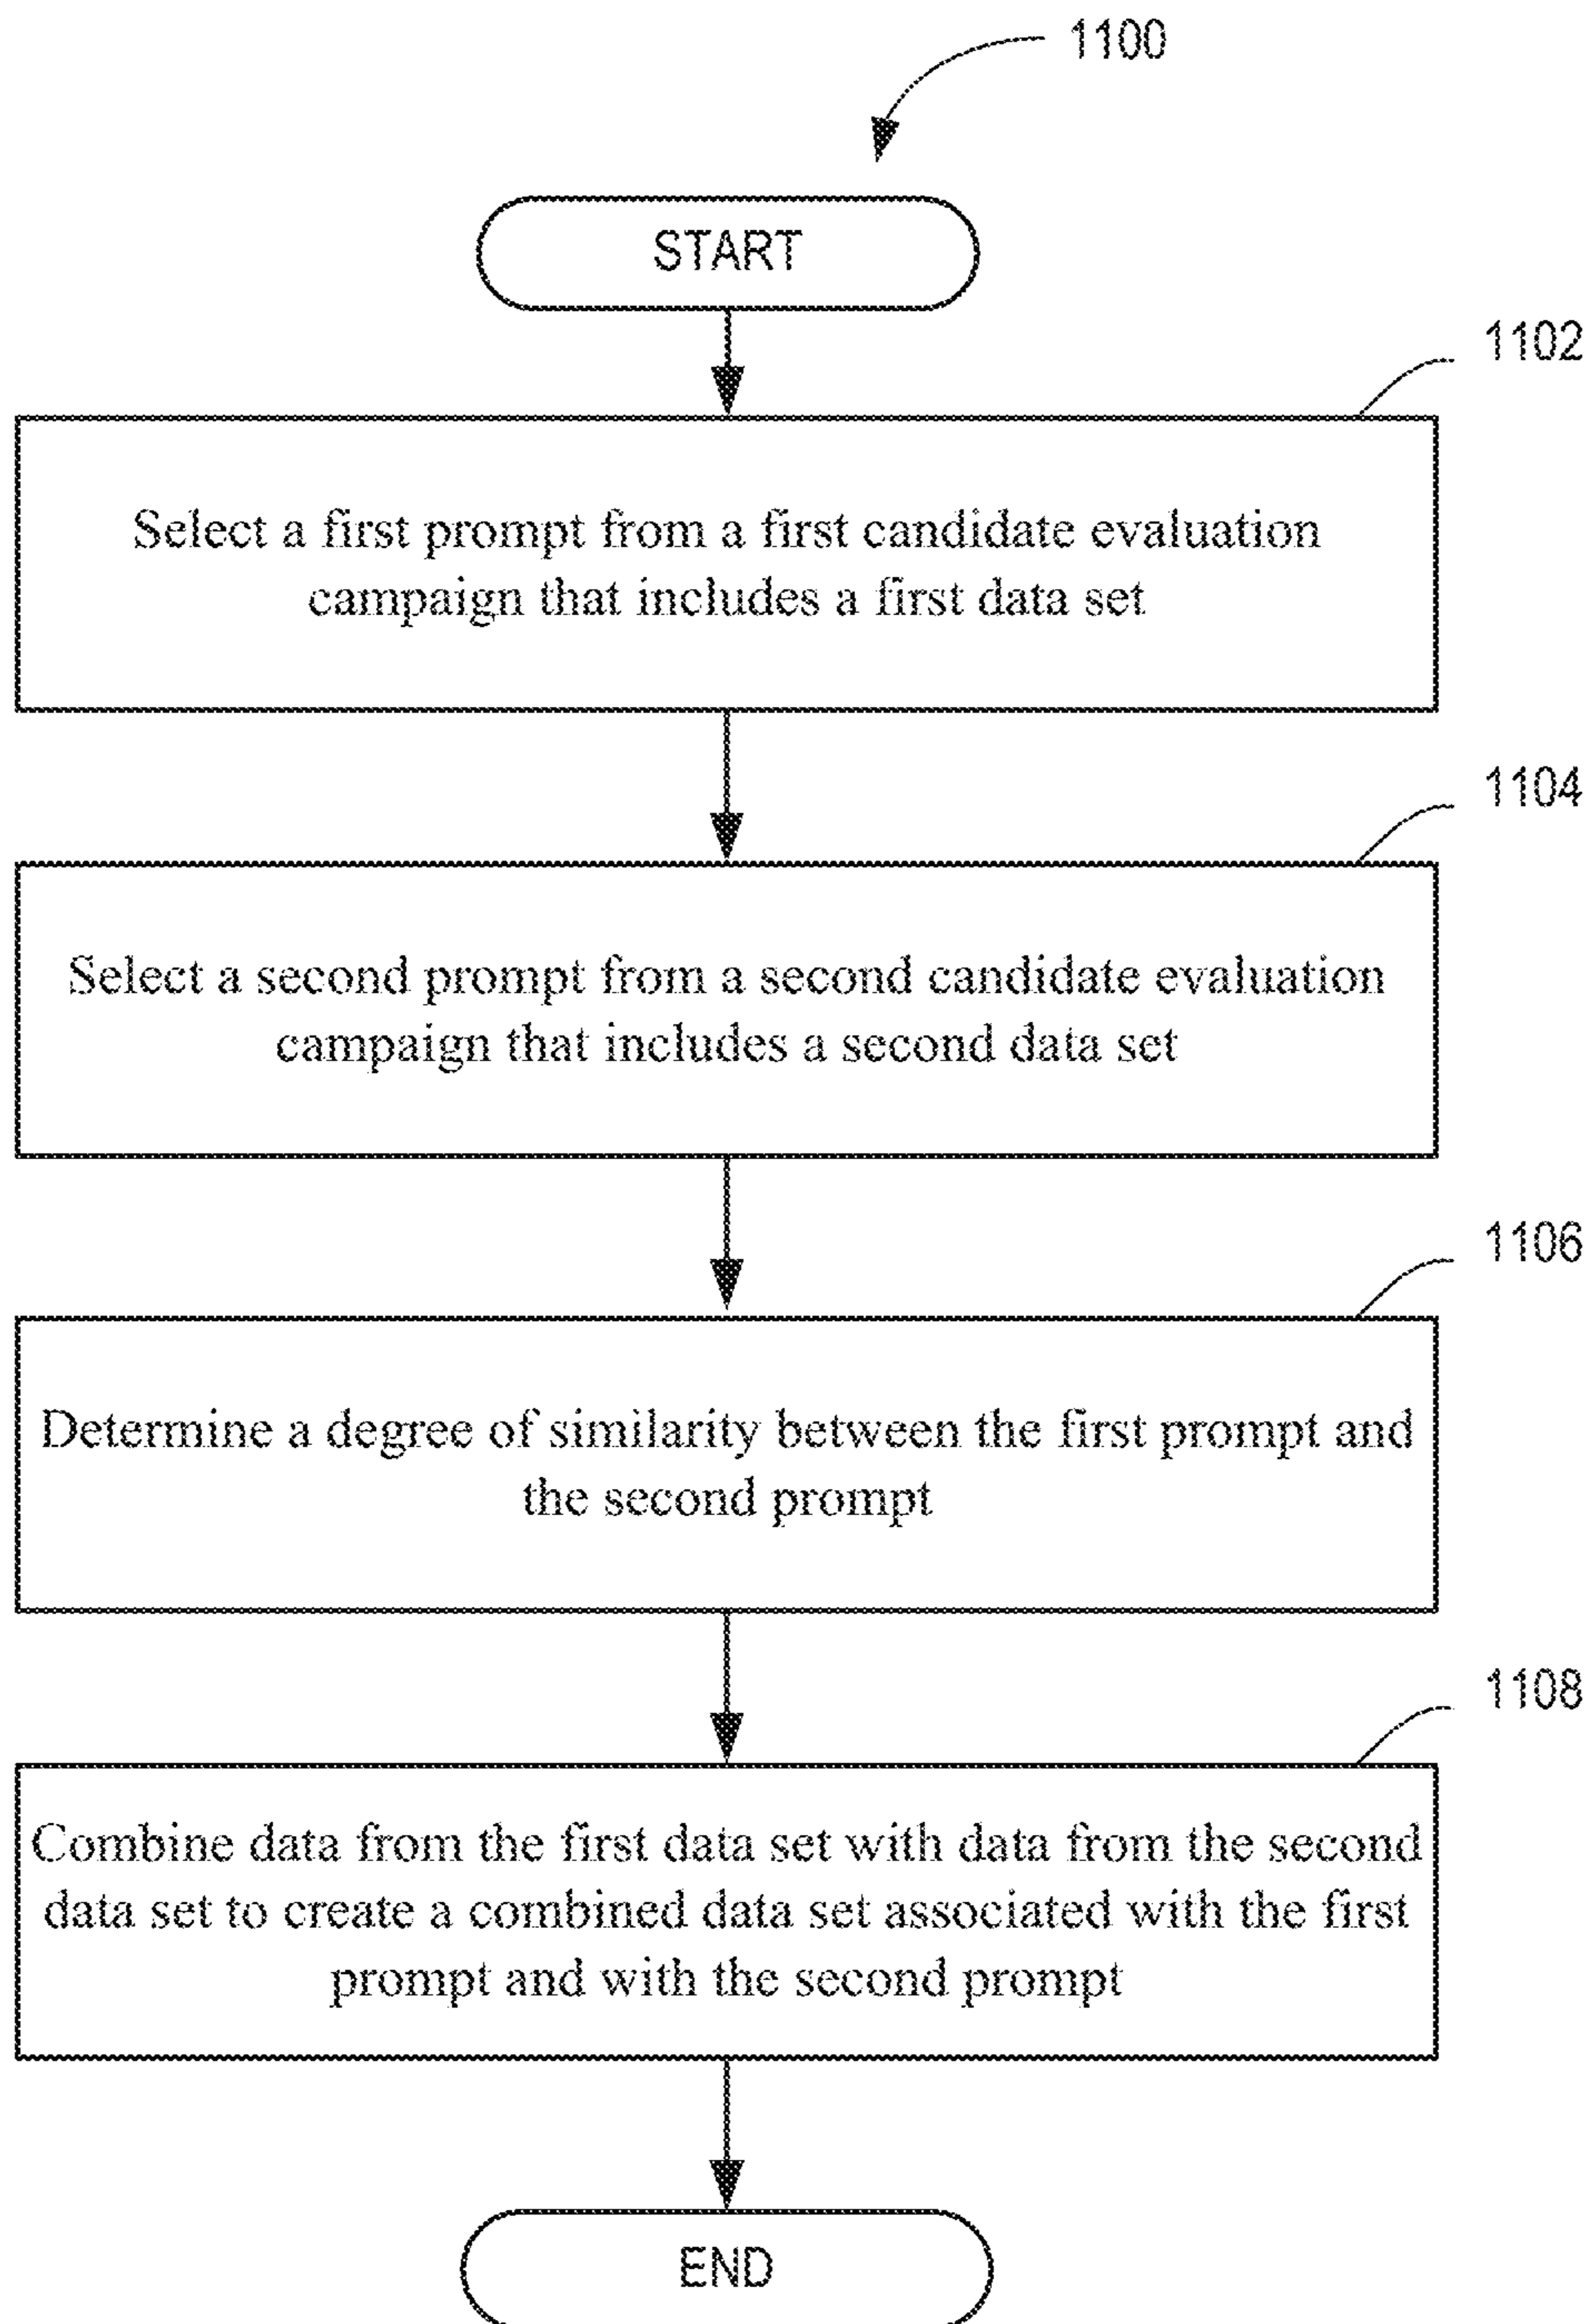 1100
START
1102
Select a first prompt from a first candidate evaluation
campaign that includes a first data set
1104
Select a second prompt from a second candidate evaluation
campaign that includes a second data set
1106
Determine a degree of similarity between the first prompt and
the second prompt
1108
Combine data from the first data set with data from the second
data set to create a combined data set associated with the first
prompt and with the second prompt
END